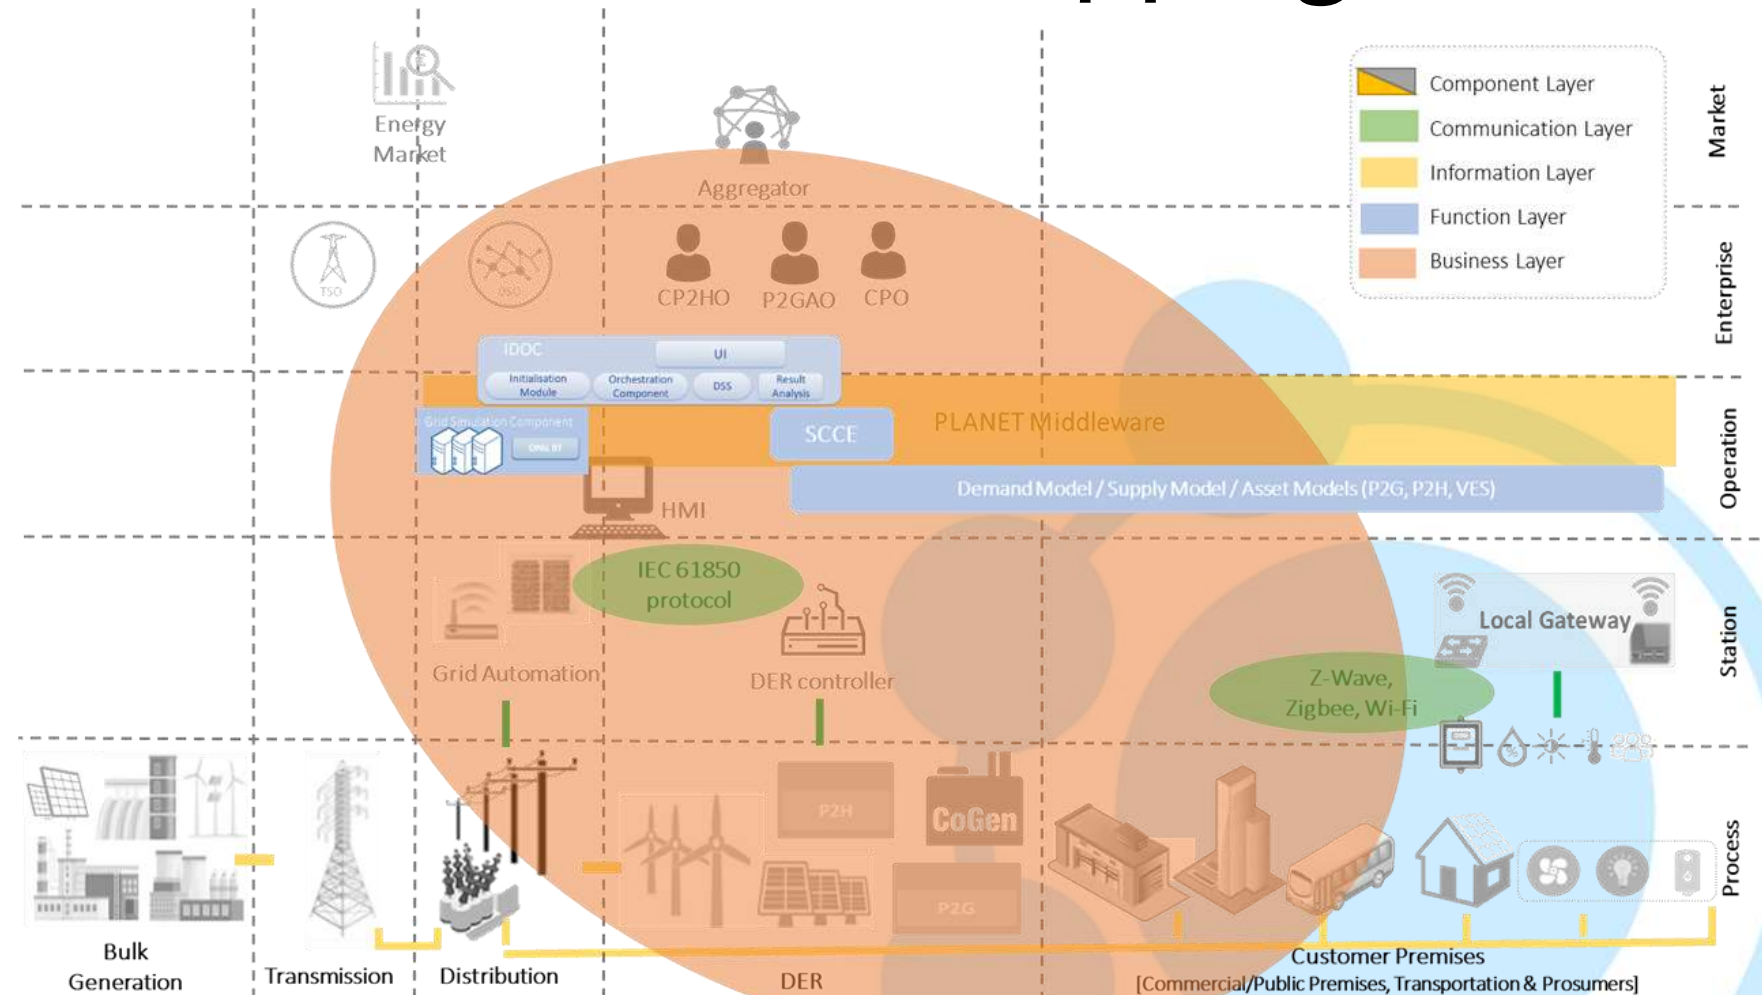 Energy
Market
Aggregator
Component Layer
Communication Layer
Information Layer
Function Layer
Business Layer
Market
TSO
DSO
CP2HO
P2GAO
CPO
Enterprise
IDOC
UI
Initialisation
Module
Orchestration
Component
DSS
Result
Analysis
Grid Simulation Component
OPAL RT
SCCE
PLANET Middleware
Demand Model / Supply Model / Asset Models (P2G, P2H, VES)
HMI
Operation
IEC 61850
protocol
Grid Automation
DER controller
Local Gateway
Z-Wave,
Zigbee, Wi-Fi
Station
P2H
CoGen
P2G
Process
Bulk
Generation
Transmission
Distribution
DER
Customer Premises
[Commercial/Public Premises, Transportation & Prosumers]